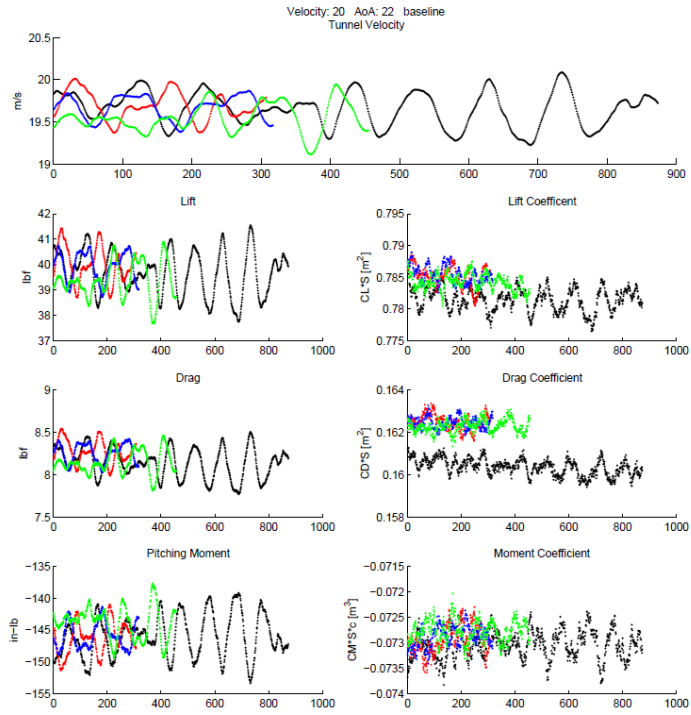 Velocity: 20 AoA: 22 baseline
Tunnel Velocity
20.5
20
19.5
19
m/s
0 100 200 300 400 500 600 700 800 900
Lift
42
41
40
39
38
37
lbf
0 200 400 600 800 1000
Lift Coefficent
0.795
0.79
0.785
0.78
0.775
CL*S [m²]
0 200 400 600 800 1000
Drag
9
8.5
8
7.5
lbf
0 200 400 600 800 1000
Drag Coefficient
0.164
0.162
0.16
0.158
CD*S [m²]
0 200 400 600 800 1000
Pitching Moment
−135
−140
−145
−150
−155
in−lb
0 200 400 600 800 1000
Moment Coefficient
−0.0715
−0.072
−0.0725
−0.073
−0.0735
−0.074
CM*S*c [m³]
0 200 400 600 800 1000